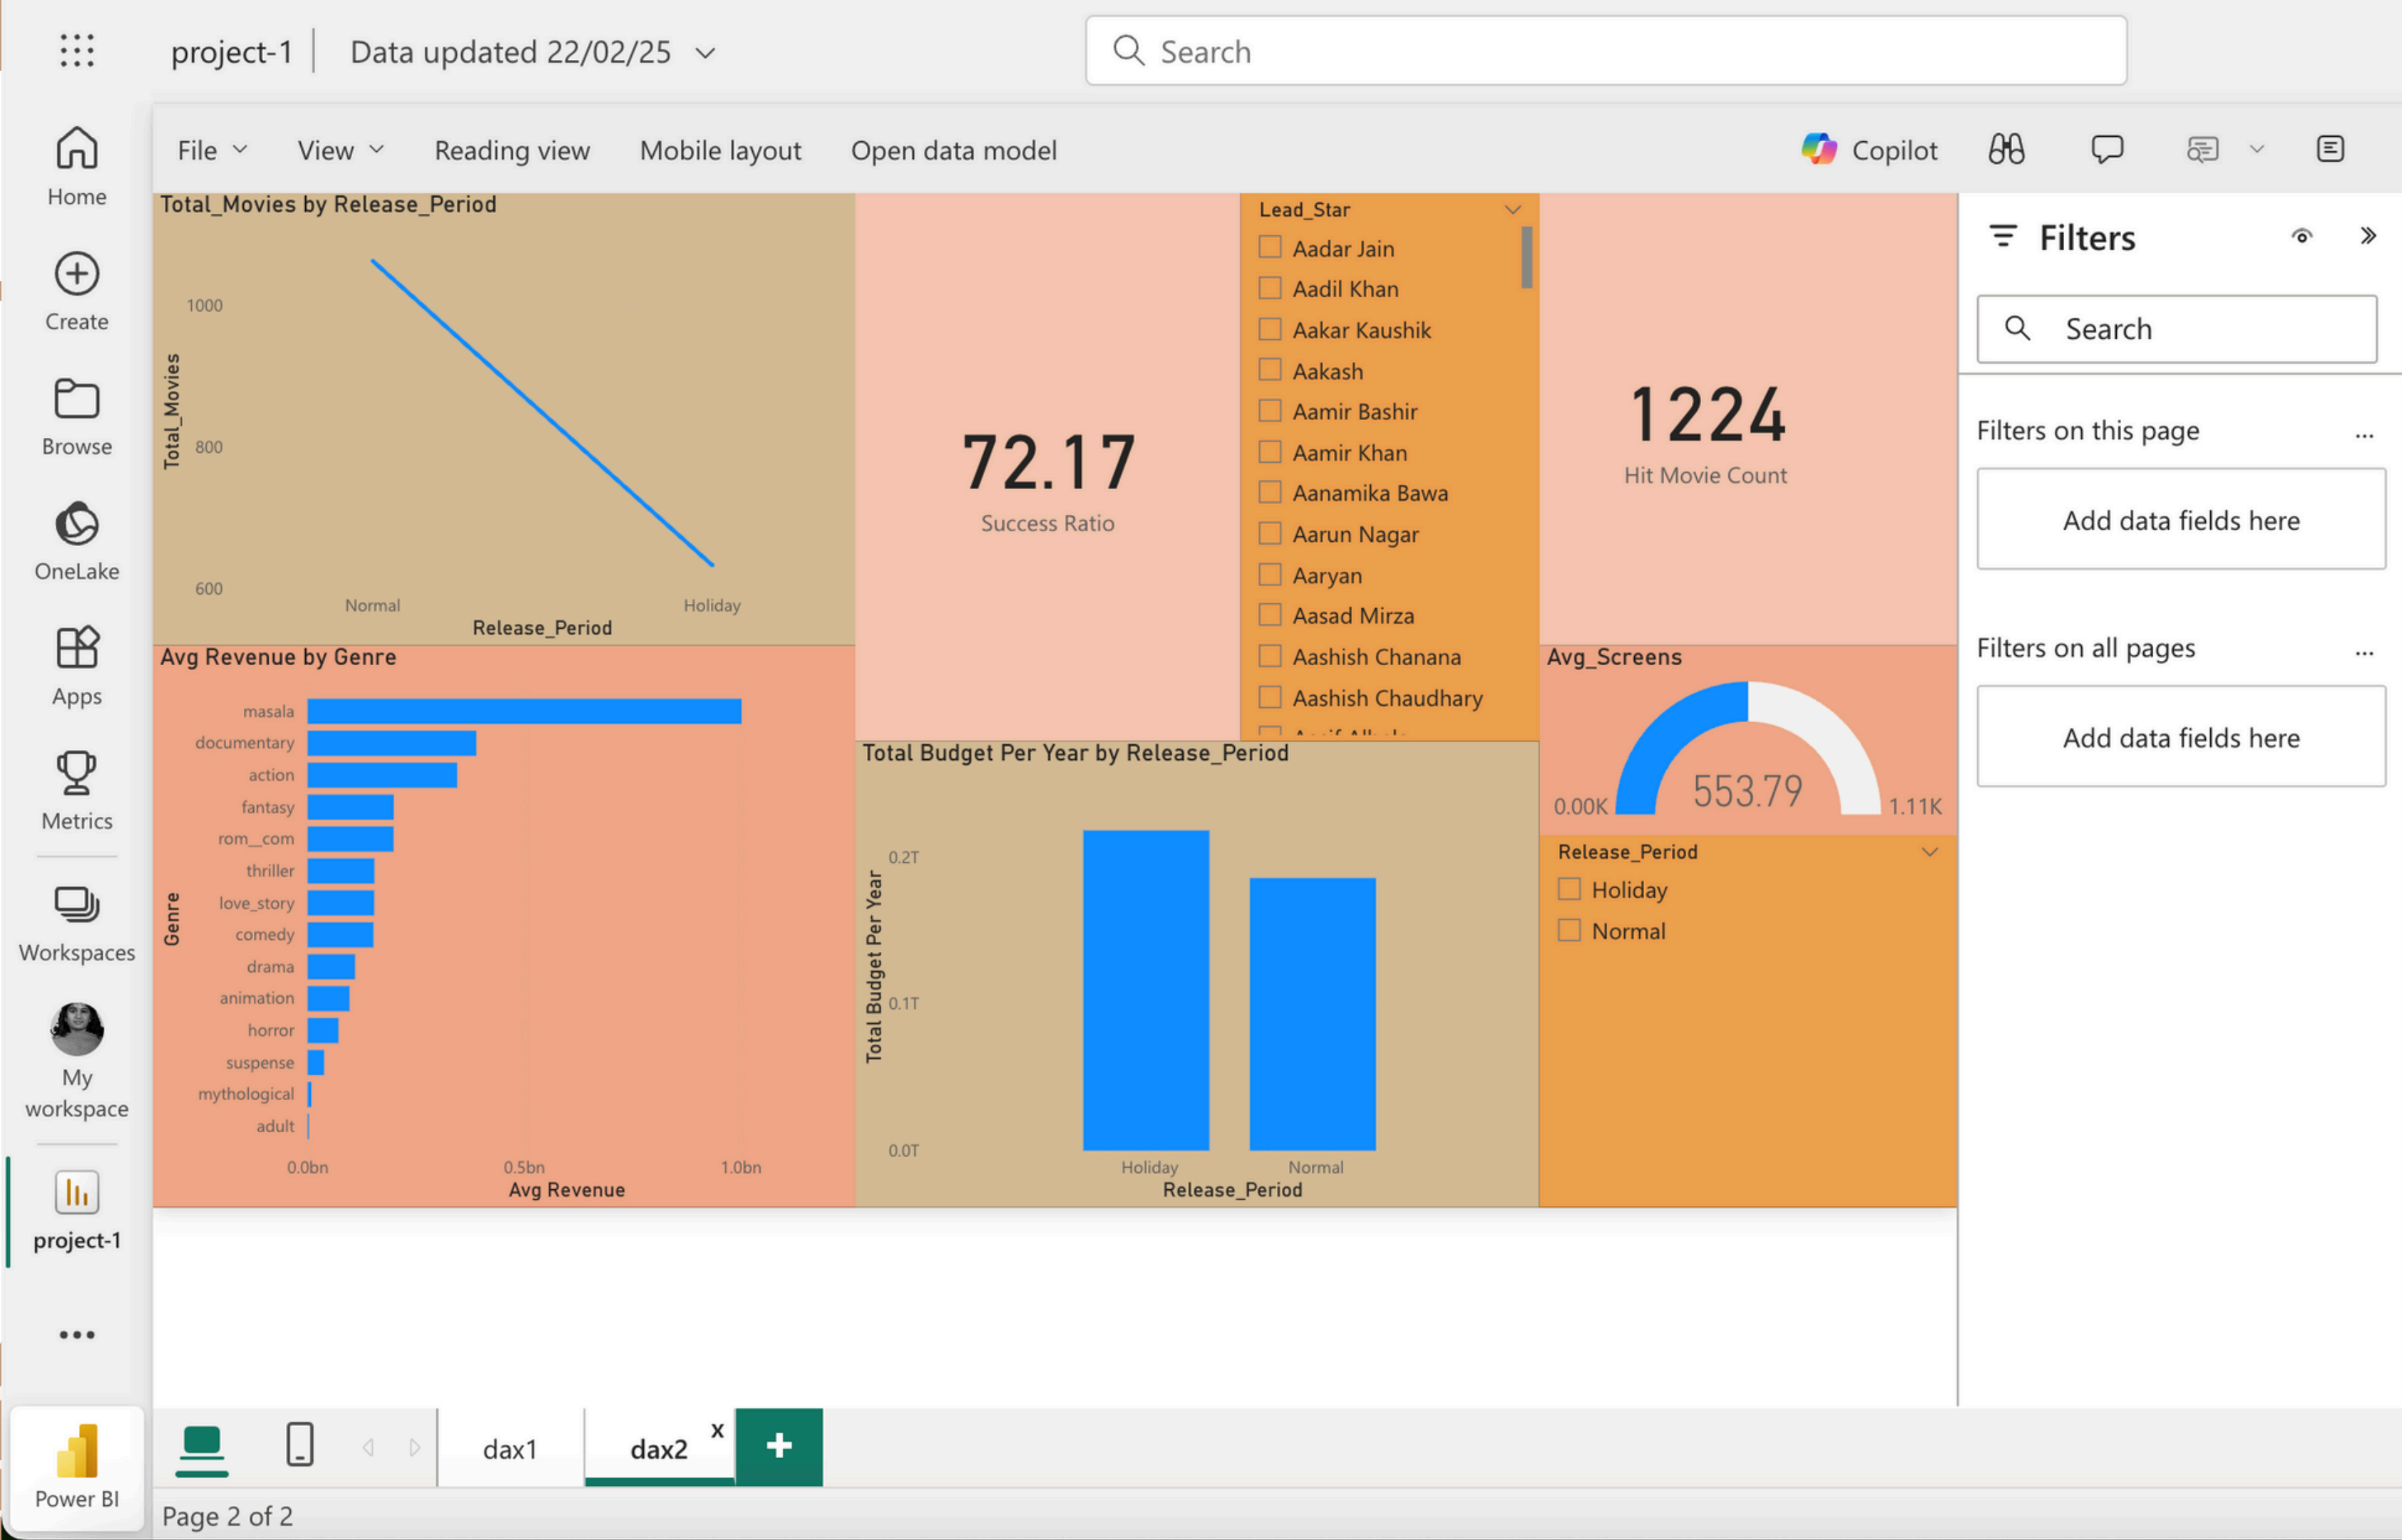 project-1
Data updated 22/02/25
Search
File
View
Reading view
Mobile layout
Open data model
Copilot
Home
Create
Browse
OneLake
Apps
Metrics
Workspaces
My
workspace
project-1
Power BI
Total_Movies by Release_Period
Total_Movies
1000
800
600
Normal
Holiday
Release_Period
72.17
Success Ratio
Lead_Star
Aadar Jain
Aadil Khan
Aakar Kaushik
Aakash
Aamir Bashir
Aamir Khan
Aanamika Bawa
Aarun Nagar
Aaryan
Aasad Mirza
Aashish Chanana
Aashish Chaudhary
1224
Hit Movie Count
Avg Revenue by Genre
Genre
masala
documentary
action
fantasy
rom__com
thriller
love_story
comedy
drama
animation
horror
suspense
mythological
adult
0.0bn
0.5bn
1.0bn
Avg Revenue
Total Budget Per Year by Release_Period
Total Budget Per Year
0.2T
0.1T
0.0T
Holiday
Normal
Release_Period
Avg_Screens
553.79
0.00K
1.11K
Release_Period
Holiday
Normal
Filters
Search
Filters on this page
...
Add data fields here
Filters on all pages
...
Add data fields here
dax1
dax2
x
Page 2 of 2